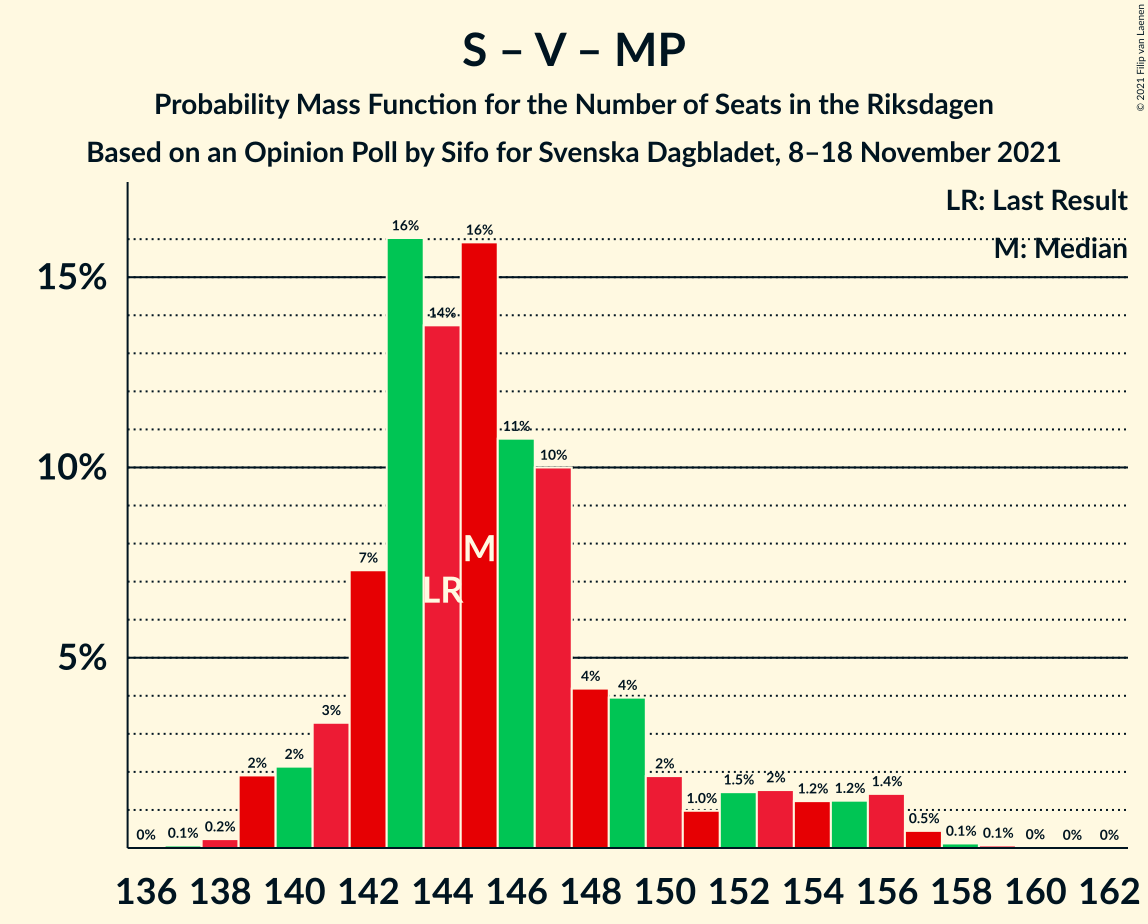 © 2021 Filip van Laenen
S – V – MP
Probability Mass Function for the Number of Seats in the Riksdagen
Based on an Opinion Poll by Sifo for Svenska Dagbladet, 8–18 November 2021
LR: Last Result
M: Median
15%
10%
5%
0% 0.1% 0.2% 2% 2% 3% 7% 16% 14% 16% 11% 10% 4% 4% 2% 1.0% 1.5% 2% 1.2% 1.2% 1.4% 0.5% 0.1% 0.1% 0% 0% 0%
M
LR
136 138 140 142 144 146 148 150 152 154 156 158 160 162